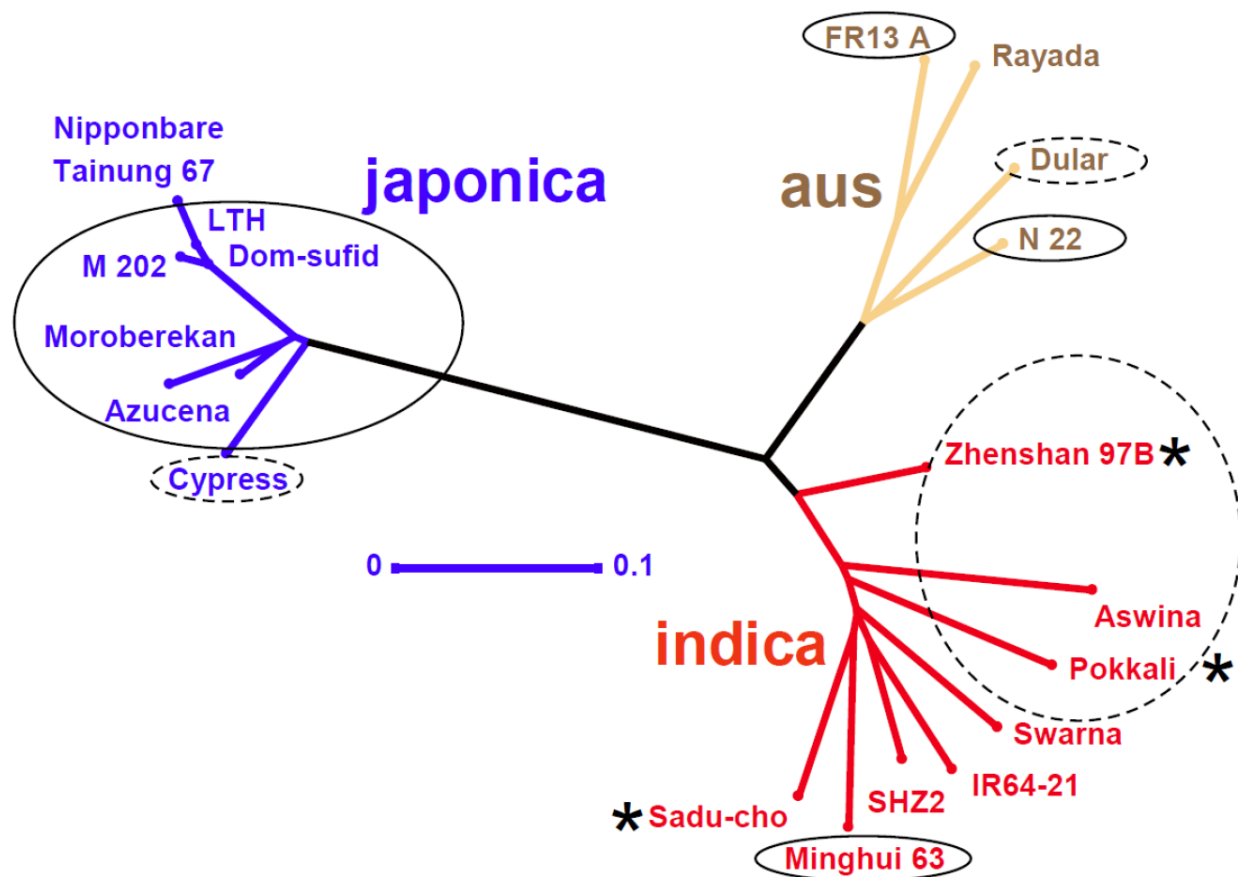 FR13 A
Rayada
Nipponbare
Tainung 67
japonica
Dular
aus
LTH
N 22
Dom-sufid
M 202
Moroberekan
Azucena
Zhenshan 97B *
Cypress
0 0.1
Aswina
indica
Pokkali *
Swarna
IR64-21
SHZ2
* Sadu-cho
Minghui 63